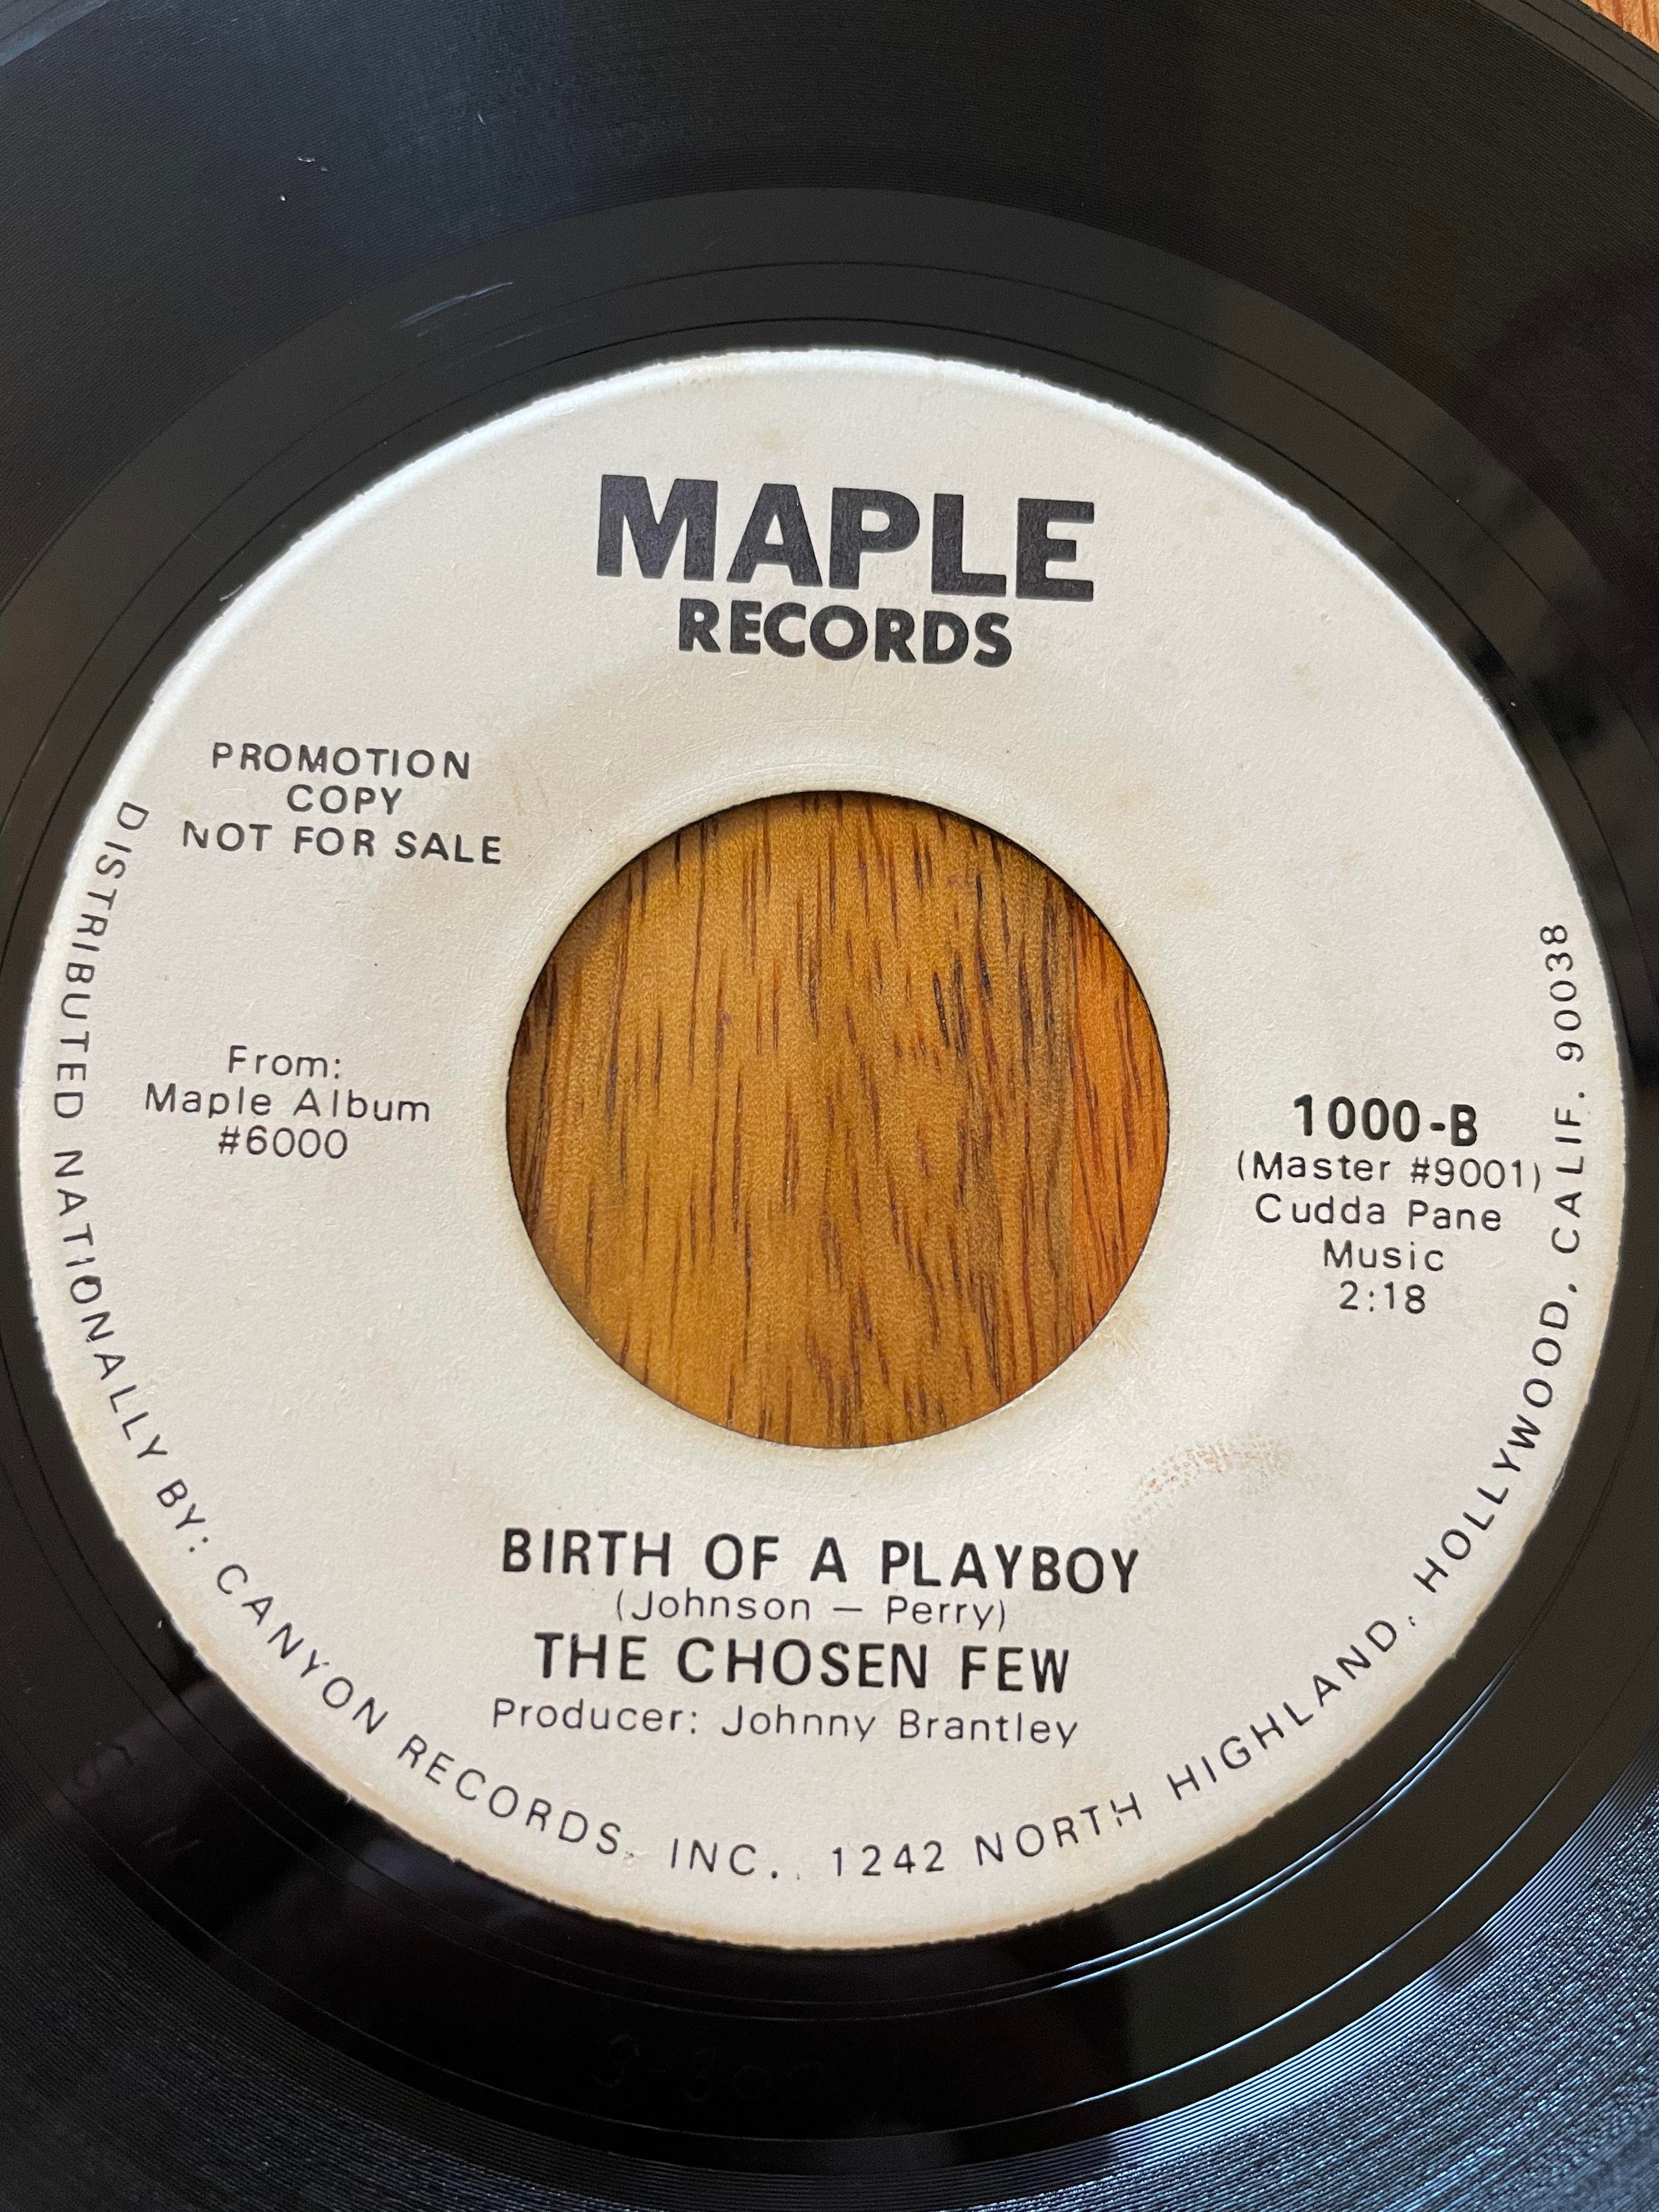 MAPLE
RECORDS
PROMOTION
COPY
NOT FOR SALE
From:
Maple Album
#6000
1000-B
(Master #9001)
Cudda Pane
Music
2:18
BIRTH OF A PLAYBOY
(Johnson — Perry)
THE CHOSEN FEW
Producer: Johnny Brantley
DISTRIBUTED NATIONALLY BY: CANYON RECORDS, INC., 1242 NORTH HIGHLAND, HOLLYWOOD, CALIF. 90038